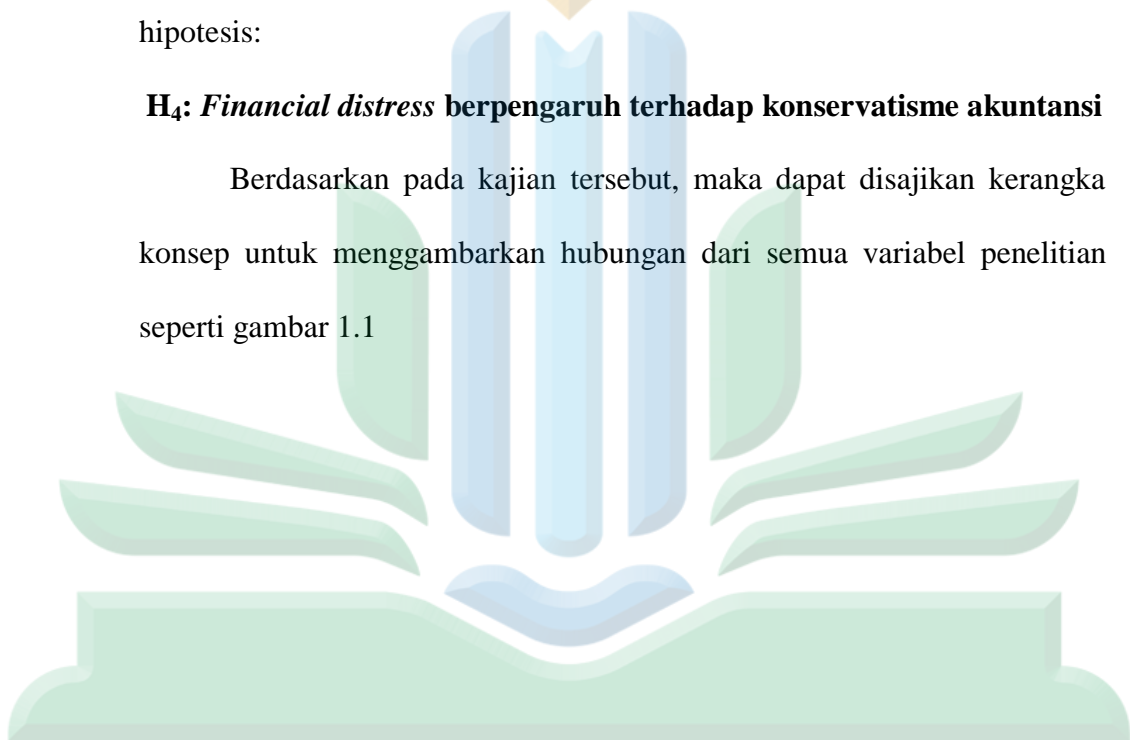 hipotesis:
H₄: Financial distress berpengaruh terhadap konservatisme akuntansi
Berdasarkan pada kajian tersebut, maka dapat disajikan kerangka
konsep untuk menggambarkan hubungan dari semua variabel penelitian
seperti gambar 1.1